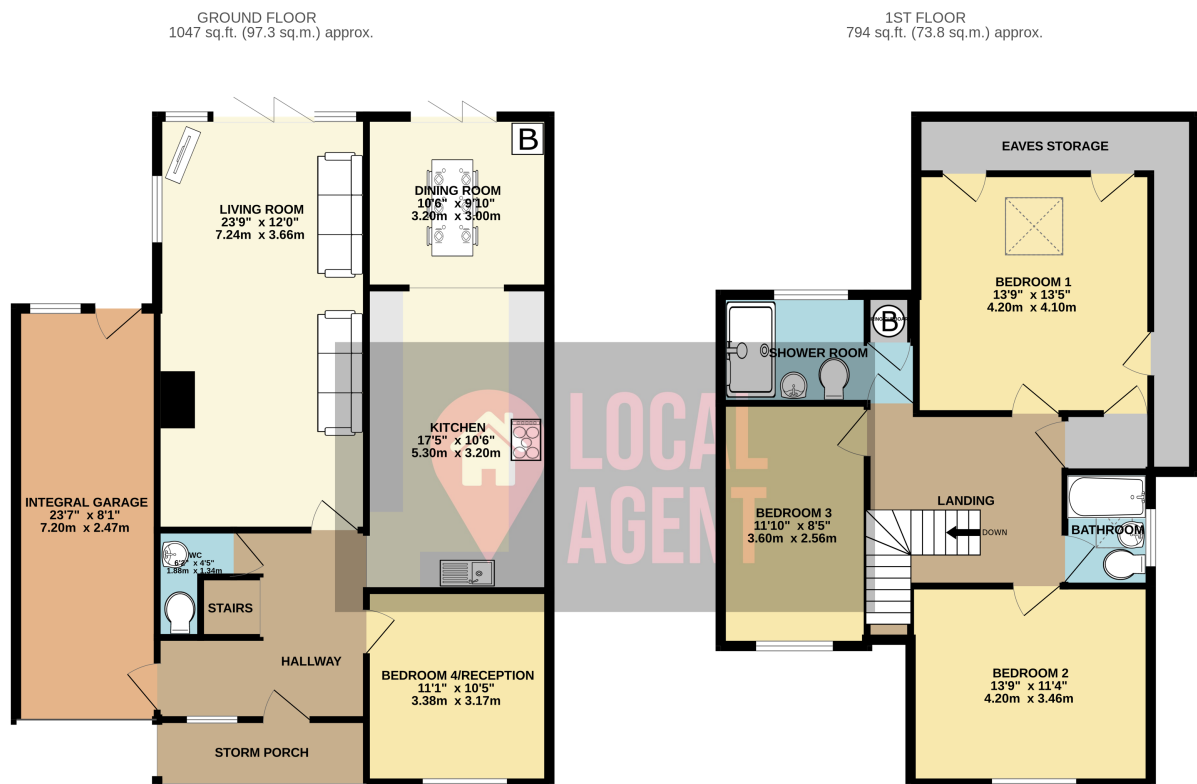 GROUND FLOOR
1047 sq.ft. (97.3 sq.m.) approx.
1ST FLOOR
794 sq.ft. (73.8 sq.m.) approx.
B
DINING ROOM
10'6" x 9'10"
3.20m x 3.00m
LIVING ROOM
23'9" x 12'0"
7.24m x 3.66m
KITCHEN
17'5" x 10'6"
5.30m x 3.20m
INTEGRAL GARAGE
23'7" x 8'1"
7.20m x 2.47m
WC
6'2" x 4'5"
1.88m x 1.34m
STAIRS
HALLWAY
BEDROOM 4/RECEPTION
11'1" x 10'5"
3.38m x 3.17m
STORM PORCH
LOCAL
AGENT
EAVES STORAGE
BEDROOM 1
13'9" x 13'5"
4.20m x 4.10m
B
SHOWER ROOM
LANDING
DOWN
BEDROOM 3
11'10" x 8'5"
3.60m x 2.56m
BATHROOM
BEDROOM 2
13'9" x 11'4"
4.20m x 3.46m